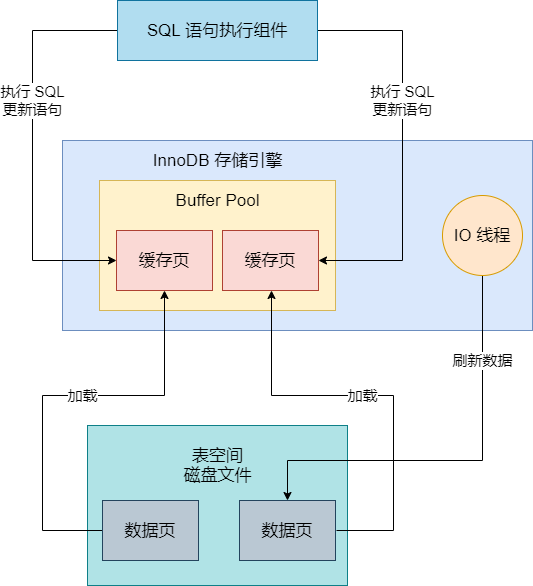 SQL 语句执行组件
执行 SQL
更新语句
执行 SQL
更新语句
InnoDB 存储引擎
Buffer Pool
缓存页
缓存页
IO 线程
刷新数据
加载
加载
表空间
磁盘文件
数据页
数据页